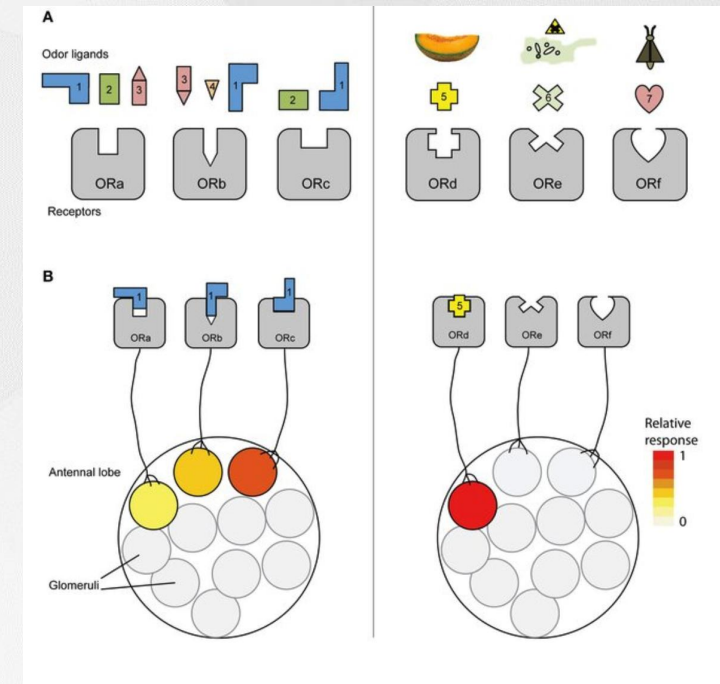 A
Odor ligands
1 2 3 3 4 1 2 1
5 6 7
ORa ORb ORc ORd ORe ORf
Receptors
B
1 1 1 5
ORa ORb ORc ORd ORe ORf
Relative
response
1
0
Antennal lobe
Glomeruli